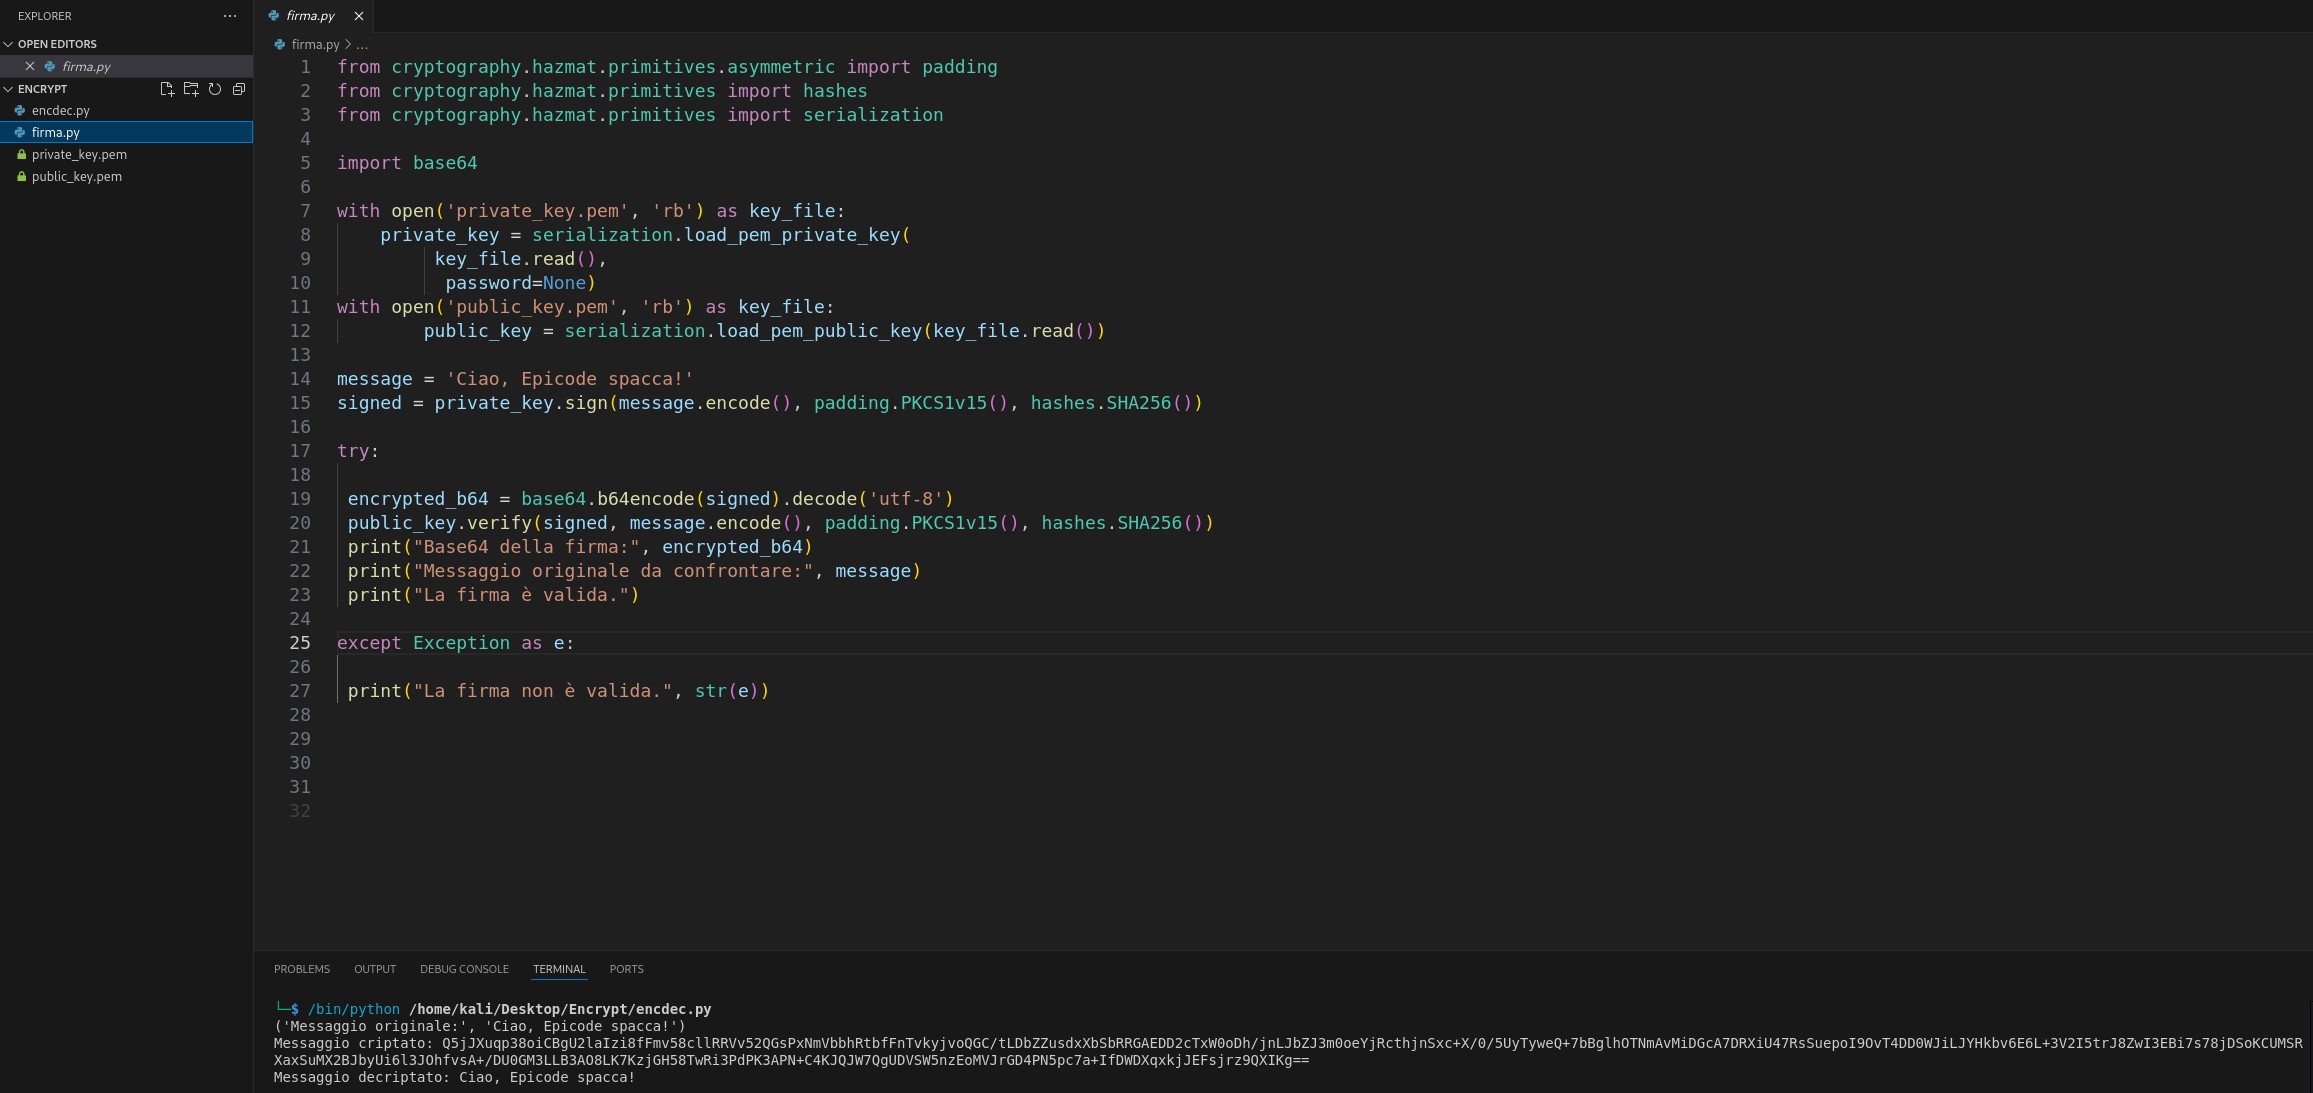 EXPLORER
OPEN EDITORS
firma.py
ENCRYPT
encdec.py
firma.py
private_key.pem
public_key.pem
firma.py
firma.py > ...
1 from cryptography.hazmat.primitives.asymmetric import padding
2 from cryptography.hazmat.primitives import hashes
3 from cryptography.hazmat.primitives import serialization
4
5 import base64
6
7 with open('private_key.pem', 'rb') as key_file:
8     private_key = serialization.load_pem_private_key(
9          key_file.read(),
10          password=None)
11 with open('public_key.pem', 'rb') as key_file:
12         public_key = serialization.load_pem_public_key(key_file.read())
13
14 message = 'Ciao, Epicode spacca!'
15 signed = private_key.sign(message.encode(), padding.PKCS1v15(), hashes.SHA256())
16
17 try:
18
19  encrypted_b64 = base64.b64encode(signed).decode('utf-8')
20  public_key.verify(signed, message.encode(), padding.PKCS1v15(), hashes.SHA256())
21  print("Base64 della firma:", encrypted_b64)
22  print("Messaggio originale da confrontare:", message)
23  print("La firma è valida.")
24
25 except Exception as e:
26
27  print("La firma non è valida.", str(e))
28
29
30
31
32
PROBLEMS OUTPUT DEBUG CONSOLE TERMINAL PORTS
└─$ /bin/python /home/kali/Desktop/Encrypt/encdec.py
('Messaggio originale:', 'Ciao, Epicode spacca!')
Messaggio criptato: Q5jJXuqp38oiCBgU2laIzi8fFmv58cllRRVv52QGsPxNmVbbhRtbfFnTvkyjvoQGC/tLDbZZusdxXbSbRRGAEDD2cTxW0oDh/jnLJbZJ3m0oeYjRcthjnSxc+X/0/5UyTyweQ+7bBglhOTNmAvMiDGcA7DRXiU47RsSuepoI9OvT4DD0WJiLJYHkbv6E6L+3V2I5trJ8ZwI3EBi7s78jDSoKCUMSR
XaxSuMX2BJbyUi6l3JOhfvsA+/DU0GM3LLB3AO8LK7KzjGH58TwRi3PdPK3APN+C4KJQJW7QgUDVSW5nzEoMVJrGD4PN5pc7a+IfDWDXqxkjJEFsjrz9QXIKg==
Messaggio decriptato: Ciao, Epicode spacca!